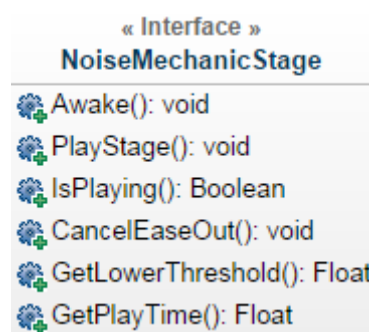 « Interface »
NoiseMechanicStage
Awake(): void
PlayStage(): void
IsPlaying(): Boolean
CancelEaseOut(): void
GetLowerThreshold(): Float
GetPlayTime(): Float